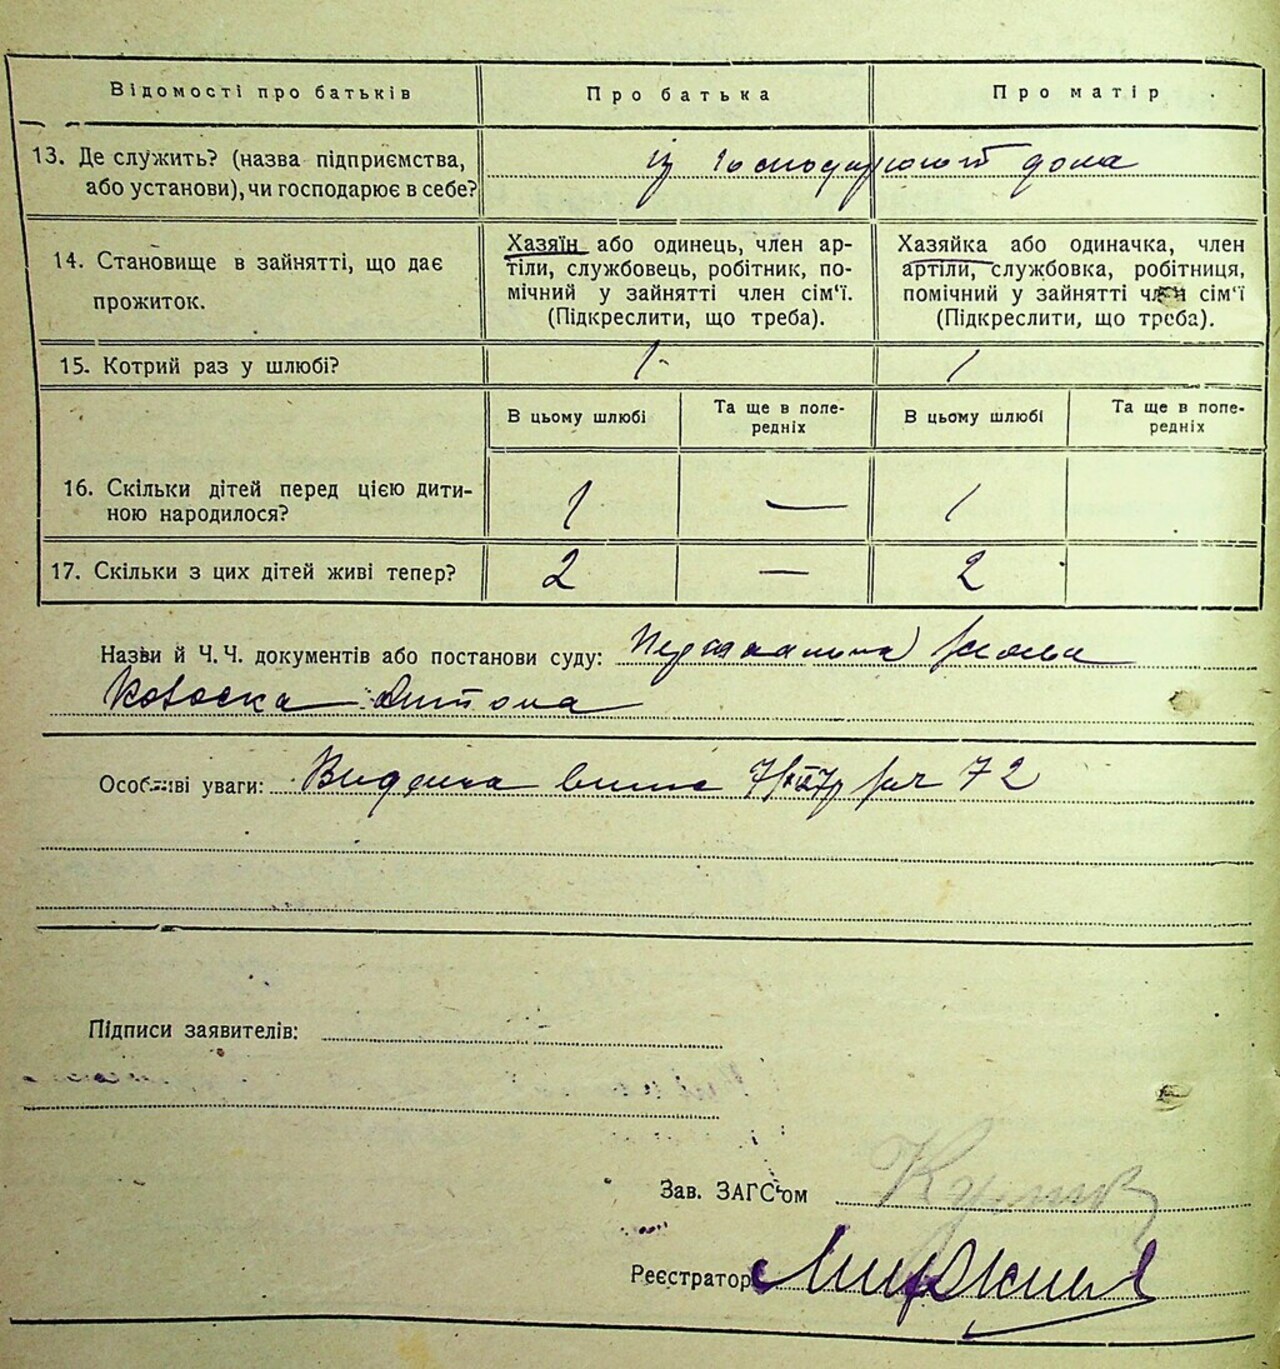 Відомості про батьків
Про батька
Про матір
13. Де служить? (назва підприємства,
або установи), чи господарює в себе?
дома
14. Становище в зайнятті, що дає
прожиток.
Хазяїн або одинець, член ар-
тіли, службовець, робітник, по-
мічний у зайнятті член сім'ї.
(Підкреслити, що треба).
Хазяйка або одиначка, член
артіли, службовка, робітниця,
помічний у зайнятті член сім'ї
(Підкреслити, що треба).
15. Котрий раз у шлюбі?
1
1
В цьому шлюбі
Та ще в попе-
редніх
В цьому шлюбі
Та ще в попе-
редніх
16. Скільки дітей перед цією дити-
ною народилося?
1
—
1
17. Скільки з цих дітей живі тепер?
2
—
2
Назви й Ч. Ч. документів або постанови суду:
Особливі уваги: 72
Підписи заявителів:
Зав. ЗАГС'ом
Реєстратор